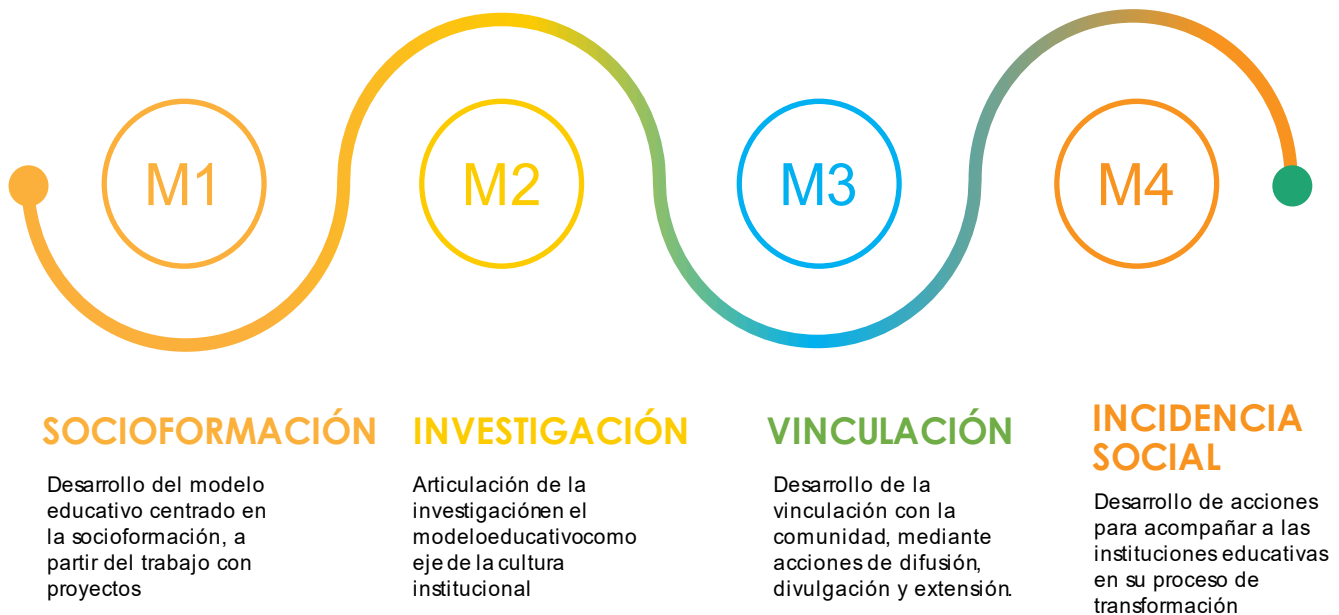 M1
M2
M3
M4
SOCIOFORMACIÓN
Desarrollo del modelo
educativo centrado en
la socioformación, a
partir del trabajo con
proyectos
INVESTIGACIÓN
Articulación de la
investigaciónen el
modeloeducativocomo
eje de la cultura
institucional
VINCULACIÓN
Desarrollo de la
vinculación con la
comunidad, mediante
acciones de difusión,
divulgación y extensión.
INCIDENCIA
SOCIAL
Desarrollo de acciones
para acompañar a las
instituciones educativas
en su proceso de
transformación